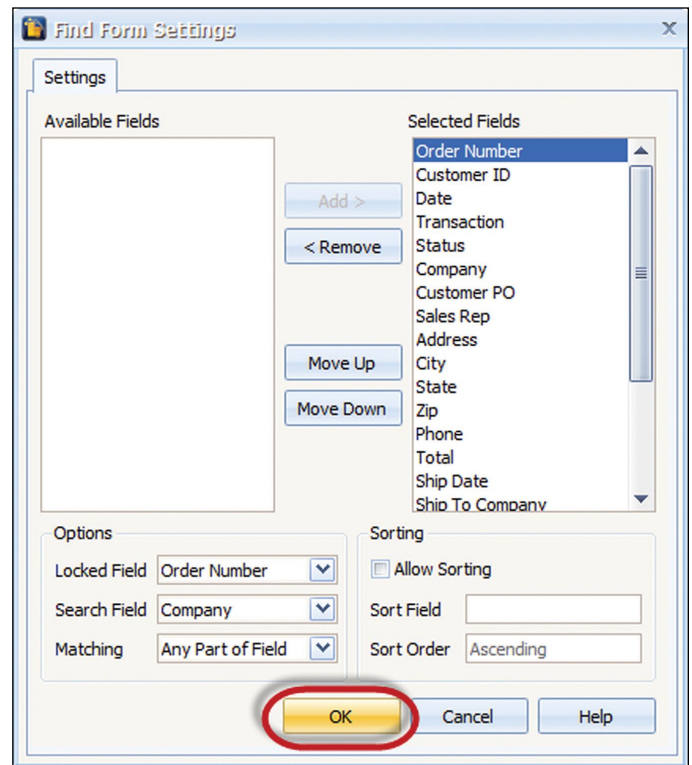 Find Form Settings
Settings
Available Fields
Selected Fields
Add >
< Remove
Move Up
Move Down
Order Number
Customer ID
Date
Transaction
Status
Company
Customer PO
Sales Rep
Address
City
State
Zip
Phone
Total
Ship Date
Ship To Company
Options
Locked Field Order Number
Search Field Company
Matching Any Part of Field
Sorting
Allow Sorting
Sort Field
Sort Order Ascending
OK Cancel Help